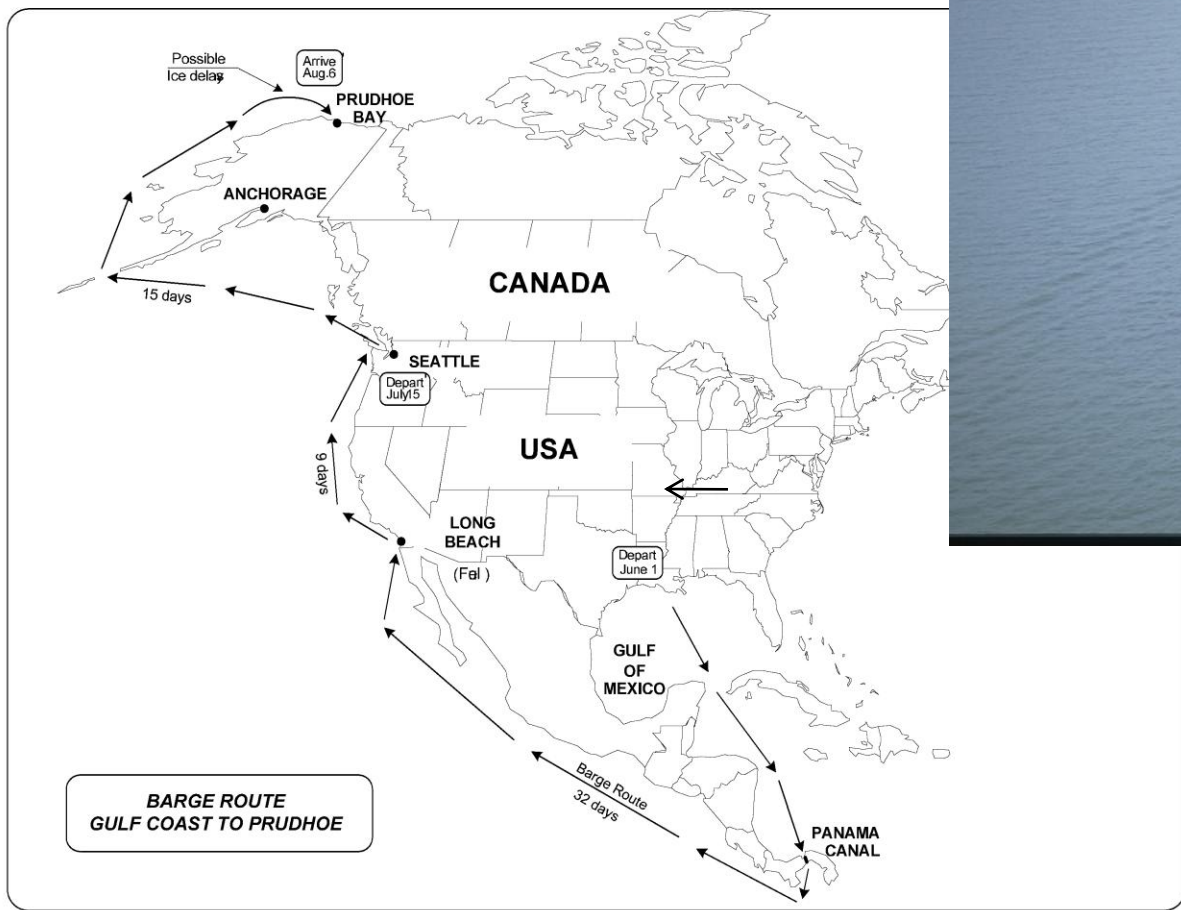 Possible
Ice delay
Arrive
Aug.6
PRUDHOE
BAY
ANCHORAGE
15 days
CANADA
SEATTLE
Depart
July15
9 days
USA
LONG
BEACH
(Fel )
Depart
June 1
GULF
OF
MEXICO
Barge Route
32 days
PANAMA
CANAL
BARGE ROUTE
GULF COAST TO PRUDHOE